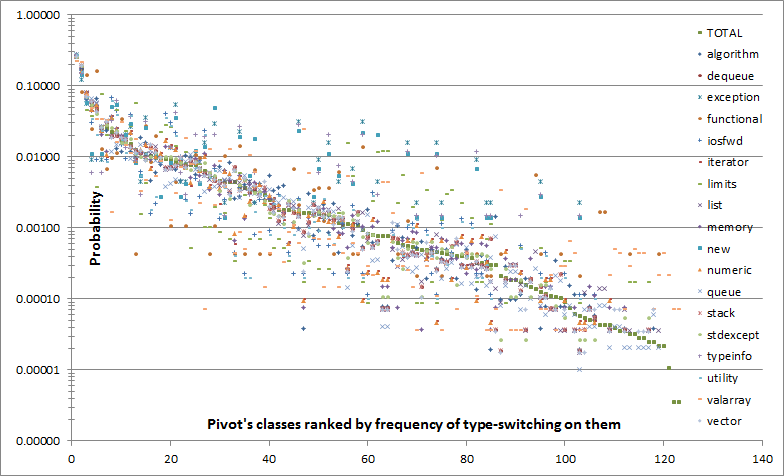 1.00000
0.10000
0.01000
0.00100
0.00010
0.00001
0.00000
Probability
0 20 40 60 80 100 120 140
Pivot's classes ranked by frequency of type-switching on them
TOTAL
algorithm
dequeue
exception
functional
iosfwd
iterator
limits
list
memory
new
numeric
queue
stack
stdexcept
typeinfo
utility
valarray
vector